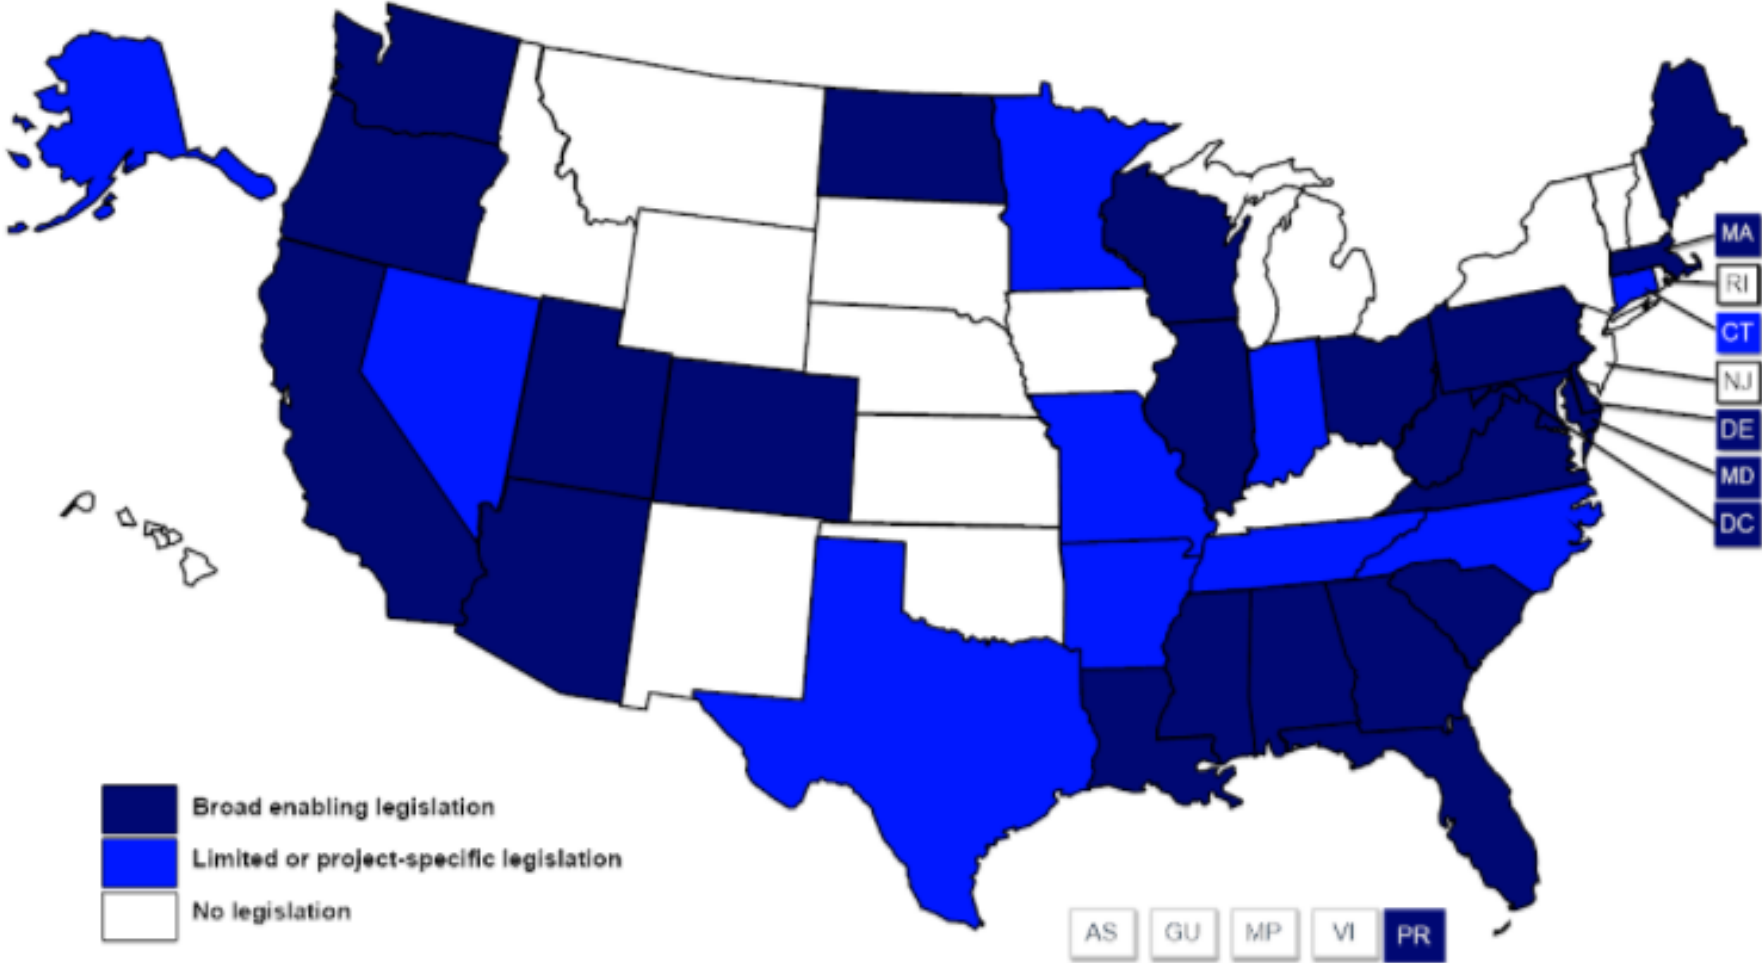 MA
RI
CT
NJ
DE
MD
DC
Broad enabling legislation
Limited or project-specific legislation
No legislation
AS GU MP VI PR